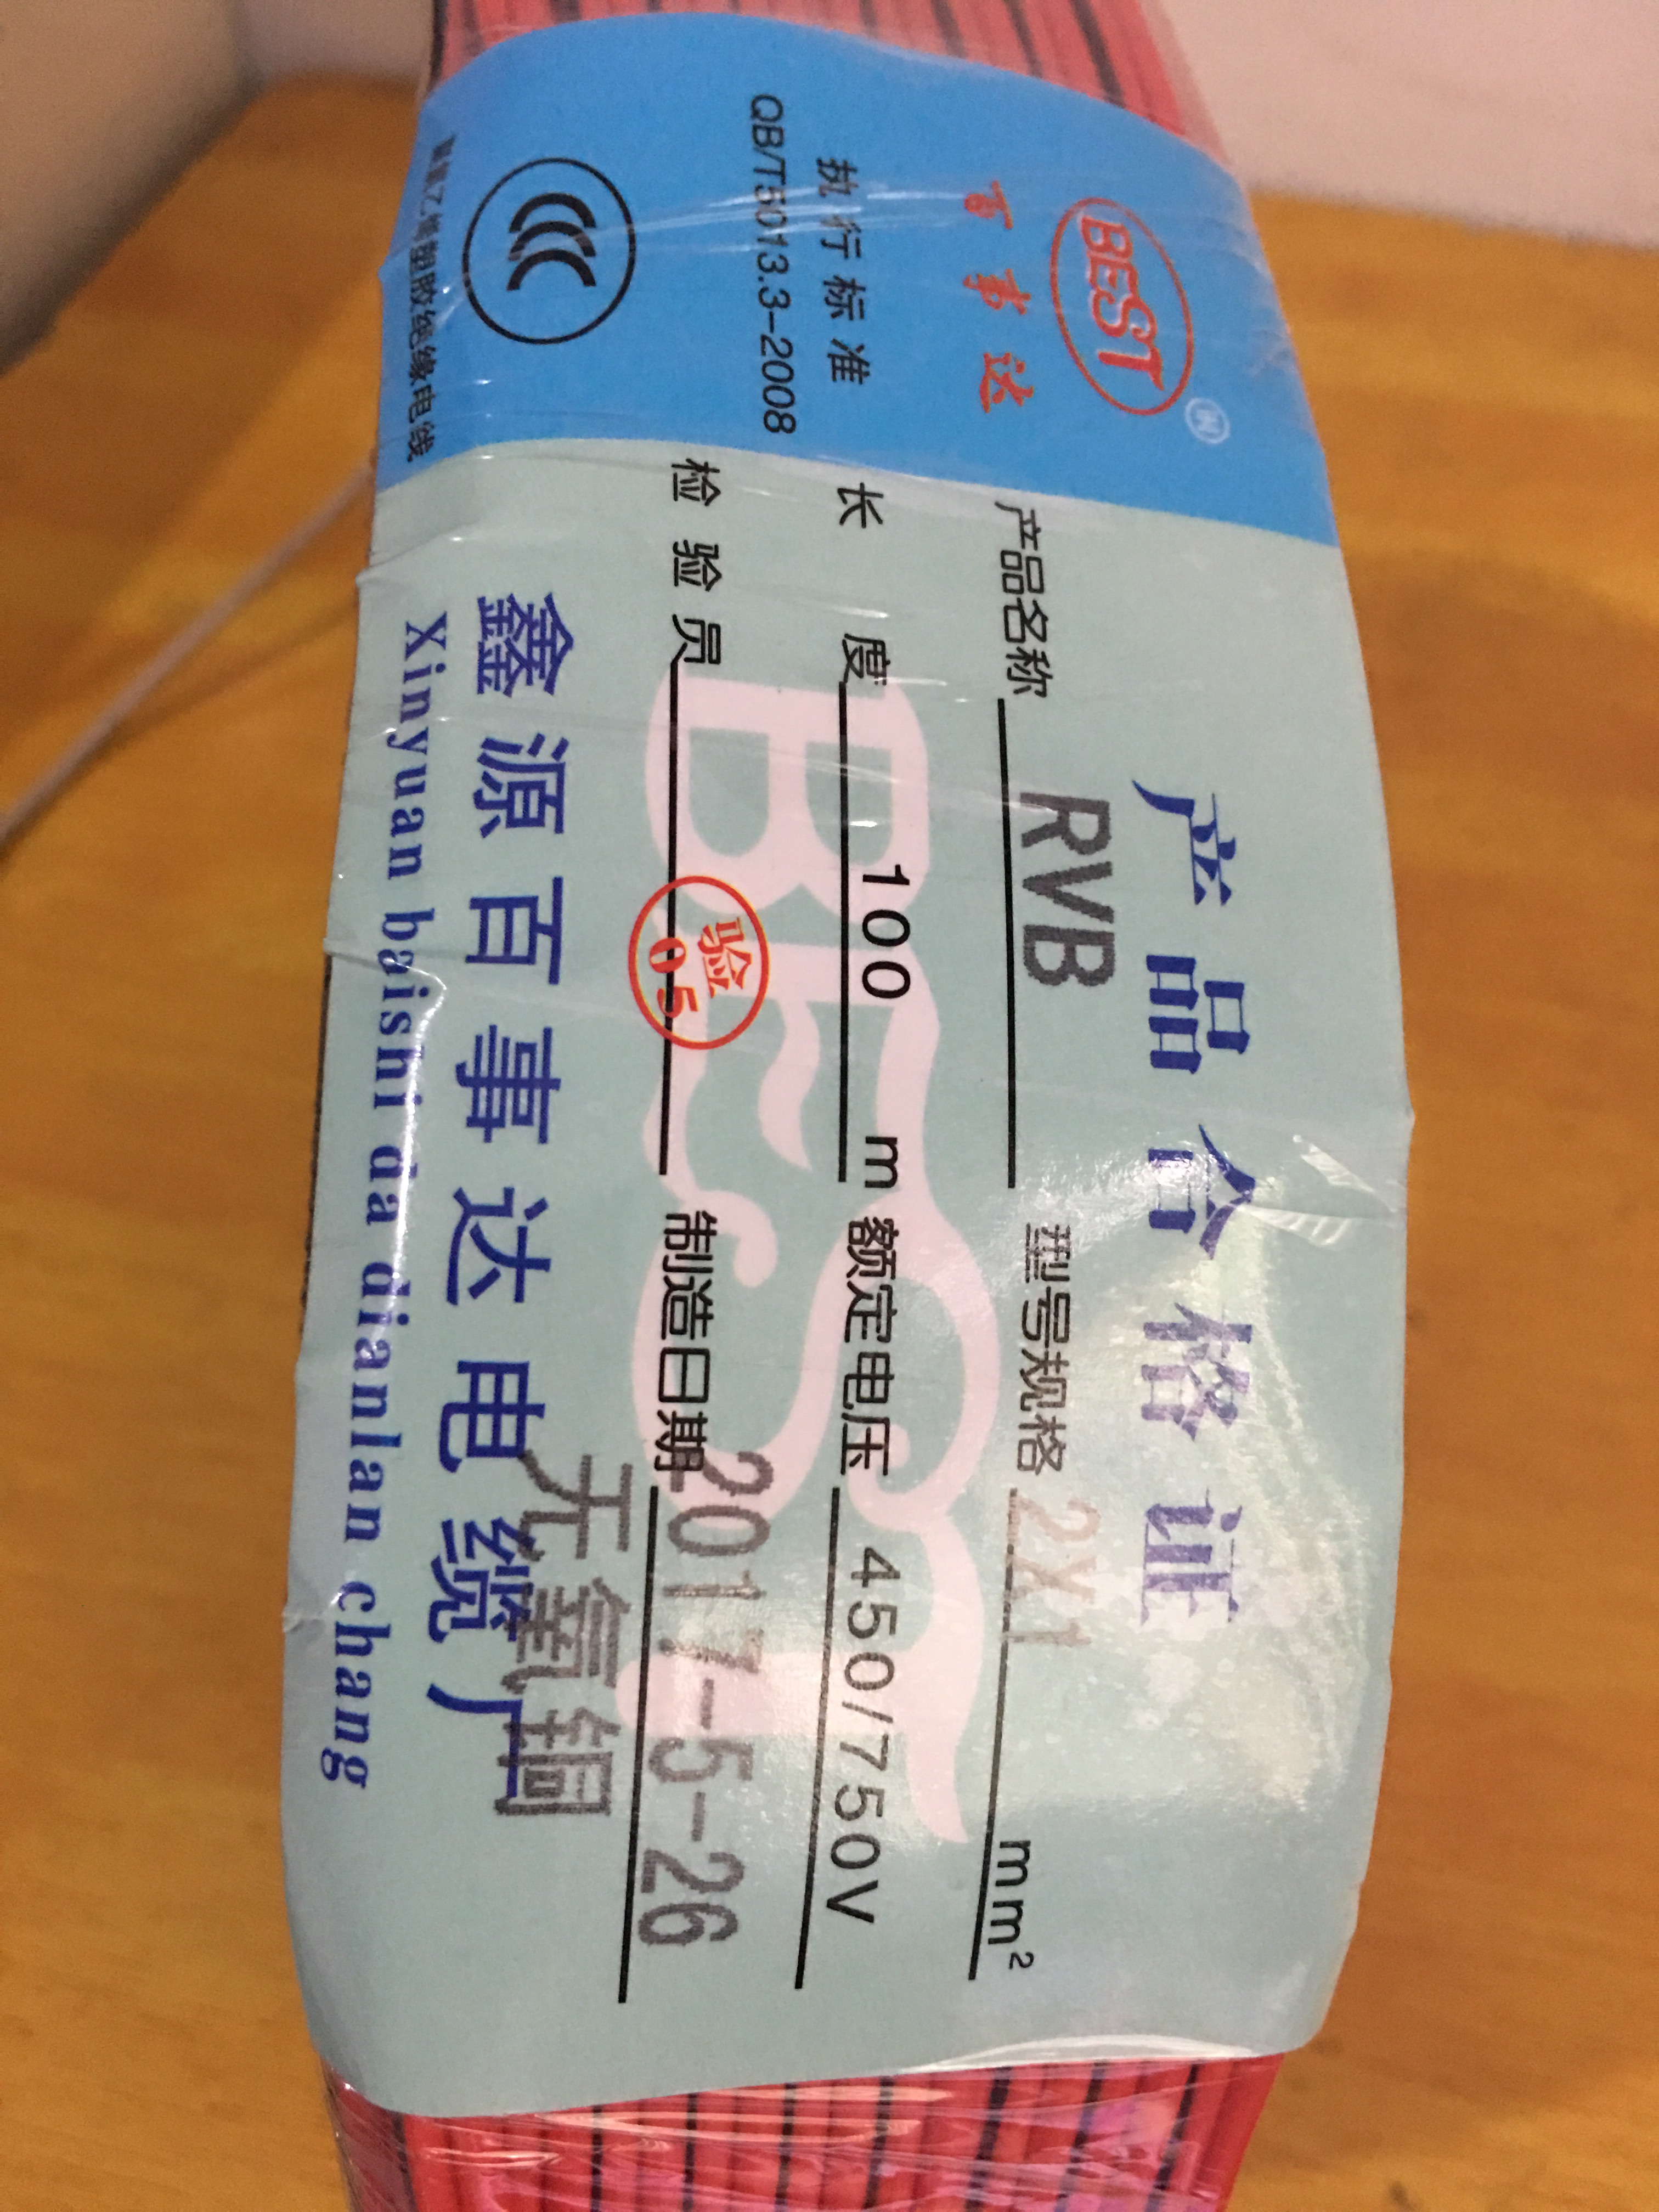 BEST
百事达
执行标准
QB/T5013.3-2008
聚氯乙烯塑胶绝缘电线
产品合格证
产品名称 RVB 型号规格 2X1 mm²
长度 100 m 额定电压 450/750V
检验员 验 05 制造日期 2017-5-26
无氧铜
鑫源百事达电缆厂
Xinyuan baishi da dianlan chang
BEST